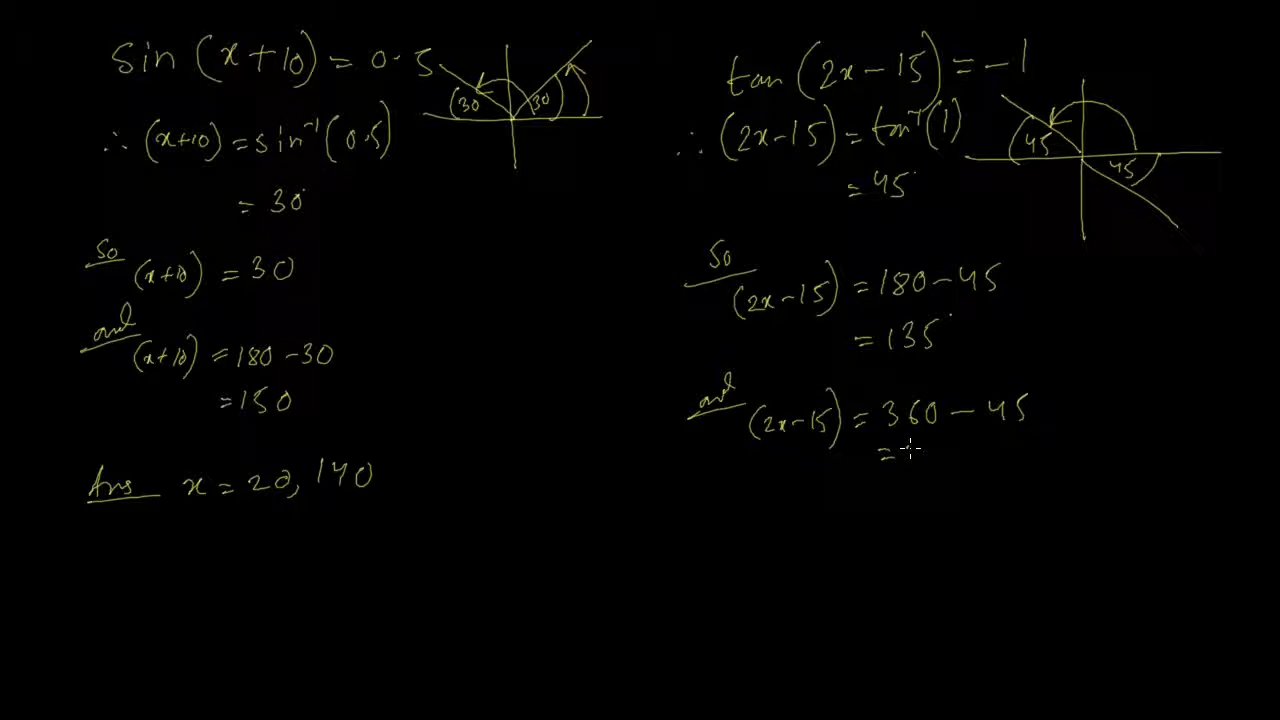 sin (x+10) = 0.5
30 30
∴ (x+10) = sin⁻¹ (0.5)
= 30°
So (x+10) = 30
and (x+10) = 180 - 30
= 150
Ans x = 20, 140
tan (2x - 15) = -1
∴ (2x - 15) = tan⁻¹ (1)
45 45
= 45°
So (2x - 15) = 180 - 45
= 135°
and (2x - 15) = 360 - 45
=